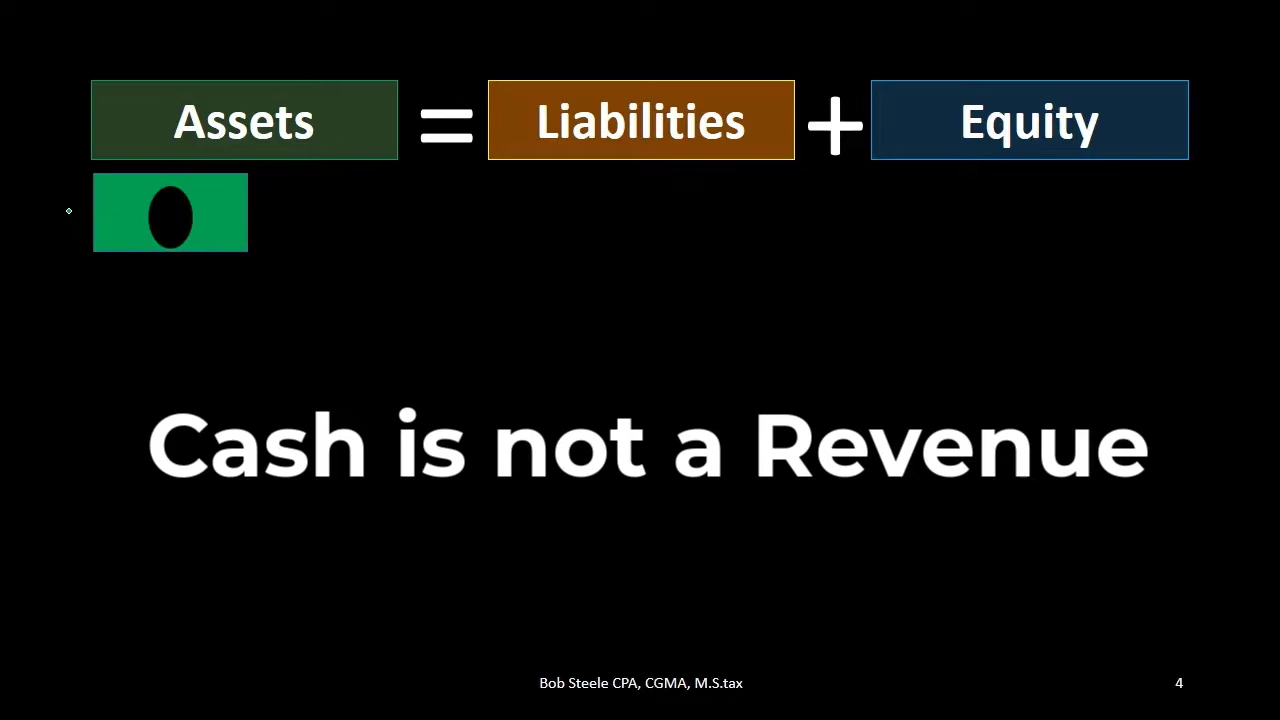 Assets = Liabilities + Equity
Cash is not a Revenue
Bob Steele CPA, CGMA, M.S.tax
4